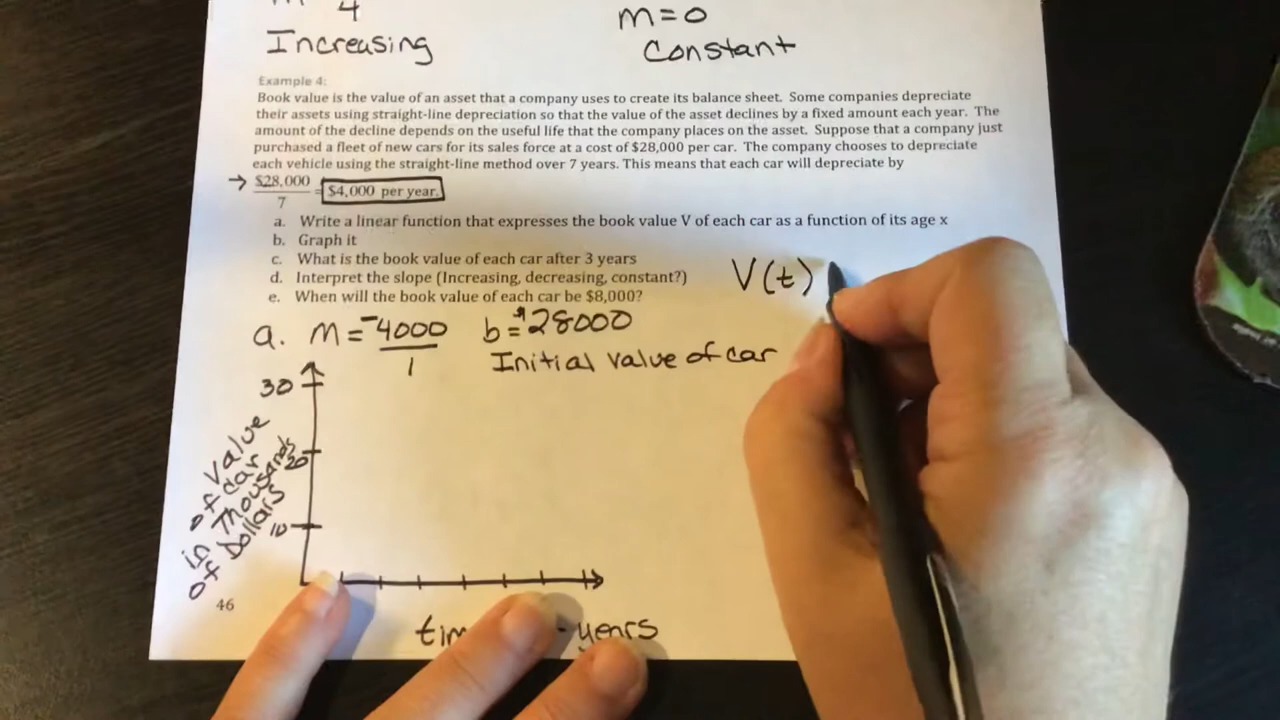 4
m=0
Increasing
Constant
Example 4:
Book value is the value of an asset that a company uses to create its balance sheet. Some companies depreciate
their assets using straight-line depreciation so that the value of the asset declines by a fixed amount each year. The
amount of the decline depends on the useful life that the company places on the asset. Suppose that a company just
purchased a fleet of new cars for its sales force at a cost of $28,000 per car. The company chooses to depreciate
each vehicle using the straight-line method over 7 years. This means that each car will depreciate by
→ $28,000
7
= $4,000 per year.
a. Write a linear function that expresses the book value V of each car as a function of its age x
b. Graph it
c. What is the book value of each car after 3 years
d. Interpret the slope (Increasing, decreasing, constant?)
e. When will the book value of each car be $8,000?
V(t)
a. m = -4000
1
b = $28000
Initial value of car
30
20
10
Value
of car
in Thousands
of Dollars
46
years